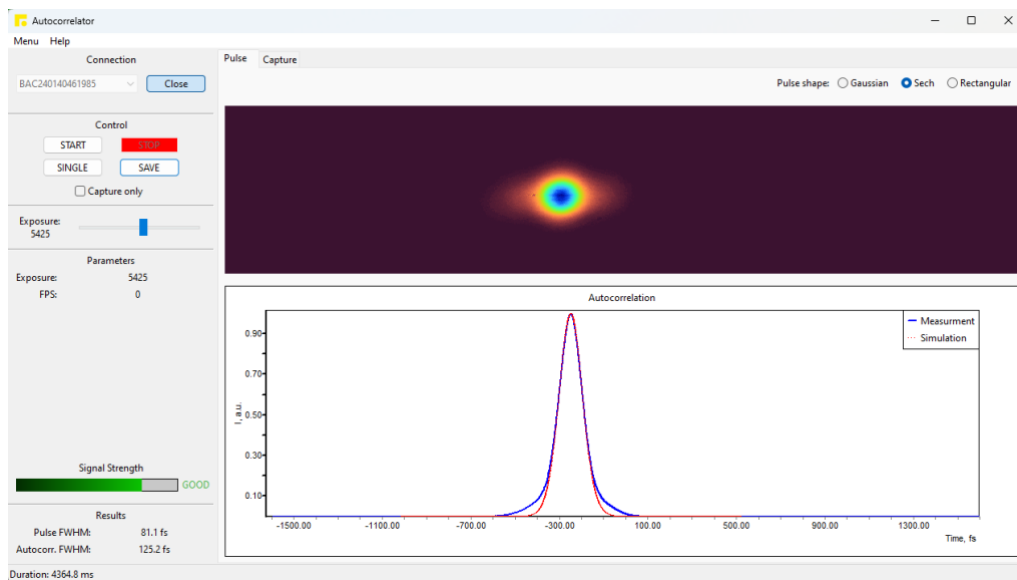 Autocorrelator
Menu Help
Connection
BAC240140461985 Close
Control
START STOP
SINGLE SAVE
Capture only
Exposure:
5425
Parameters
Exposure: 5425
FPS: 0
Signal Strength
GOOD
Results
Pulse FWHM: 81.1 fs
Autocorr. FWHM: 125.2 fs
Duration: 4364.8 ms
Pulse Capture
Pulse shape: Gaussian Sech Rectangular
Autocorrelation
Measurment
Simulation
I, a.u.
0.90
0.70
0.50
0.30
0.10
-1500.00 -1100.00 -700.00 -300.00 100.00 500.00 900.00 1300.00
Time, fs